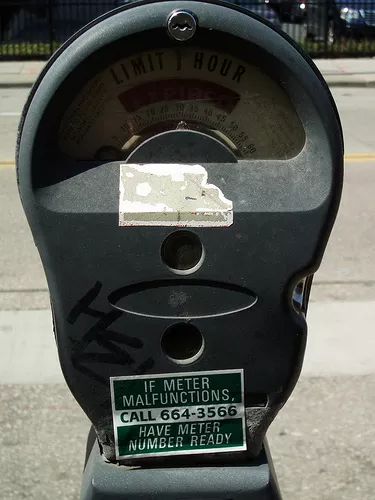 LIMIT 1 HOUR
IF METER
MALFUNCTIONS,
CALL 664-3566
HAVE METER
NUMBER READY